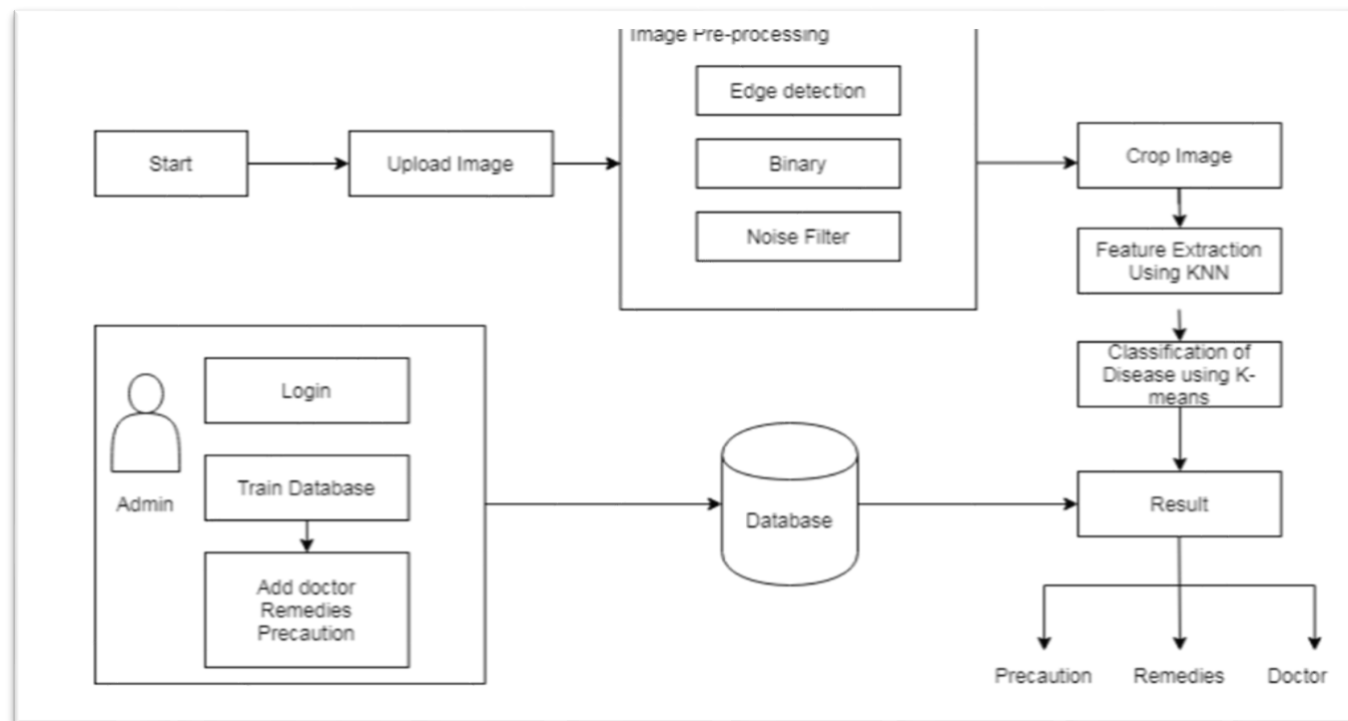 Image Pre-processing
Edge detection
Start
Upload Image
Binary
Crop Image
Noise Filter
Feature Extraction
Using KNN
Classification of
Disease using K-
means
Login
Admin
Train Database
Database
Result
Add doctor
Remedies
Precaution
Precaution
Remedies
Doctor